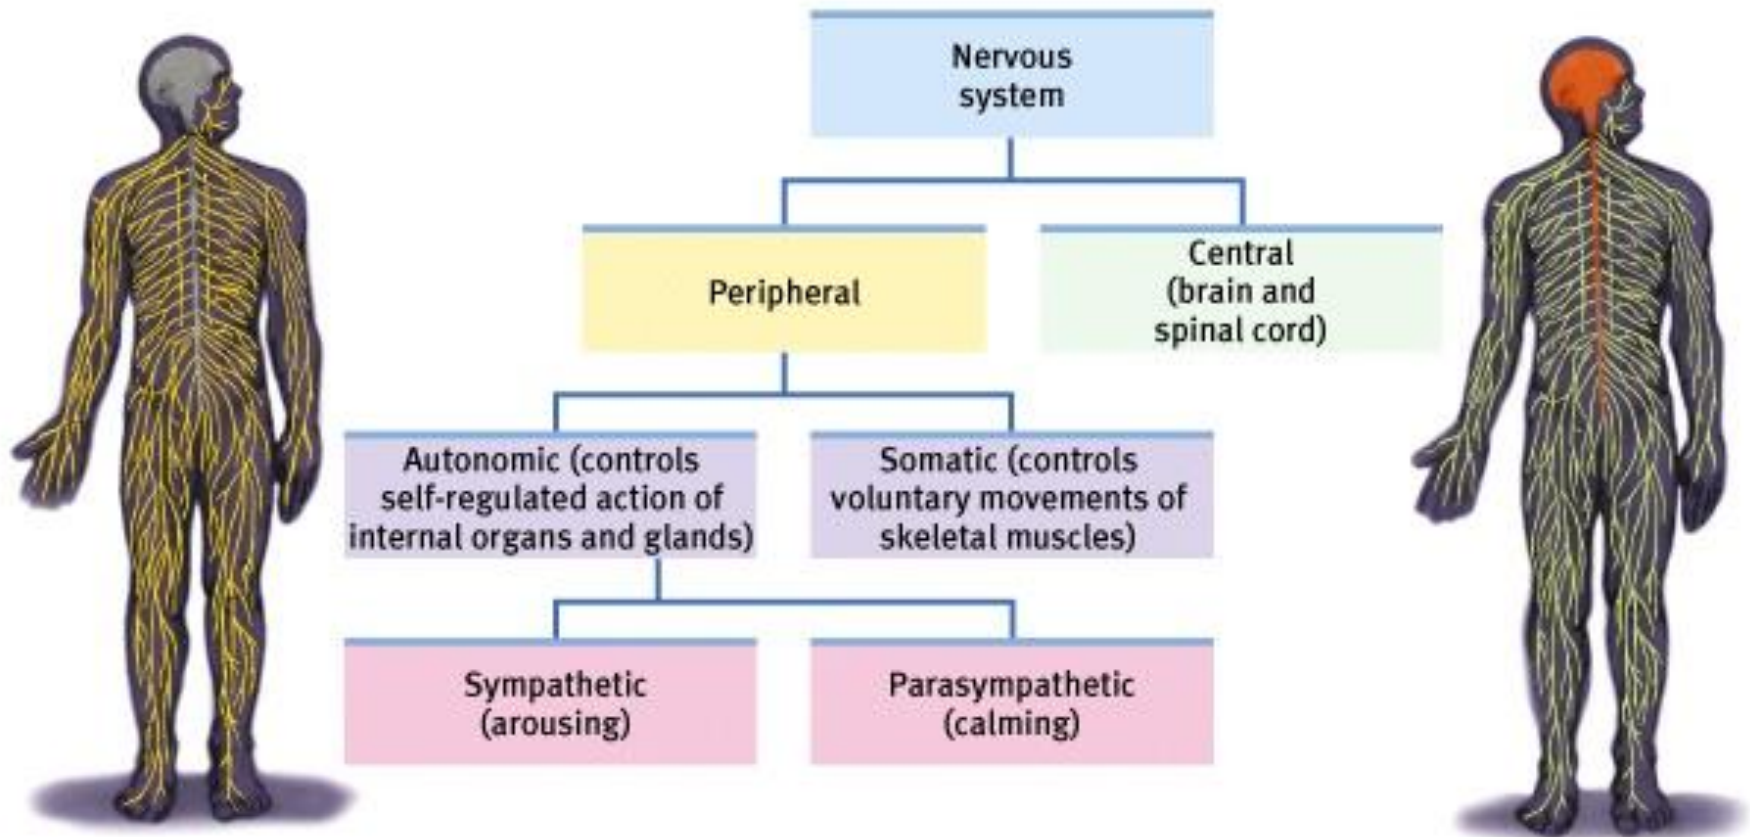 Nervous
system
Peripheral
Central
(brain and
spinal cord)
Autonomic (controls
self-regulated action of
internal organs and glands)
Somatic (controls
voluntary movements of
skeletal muscles)
Sympathetic
(arousing)
Parasympathetic
(calming)